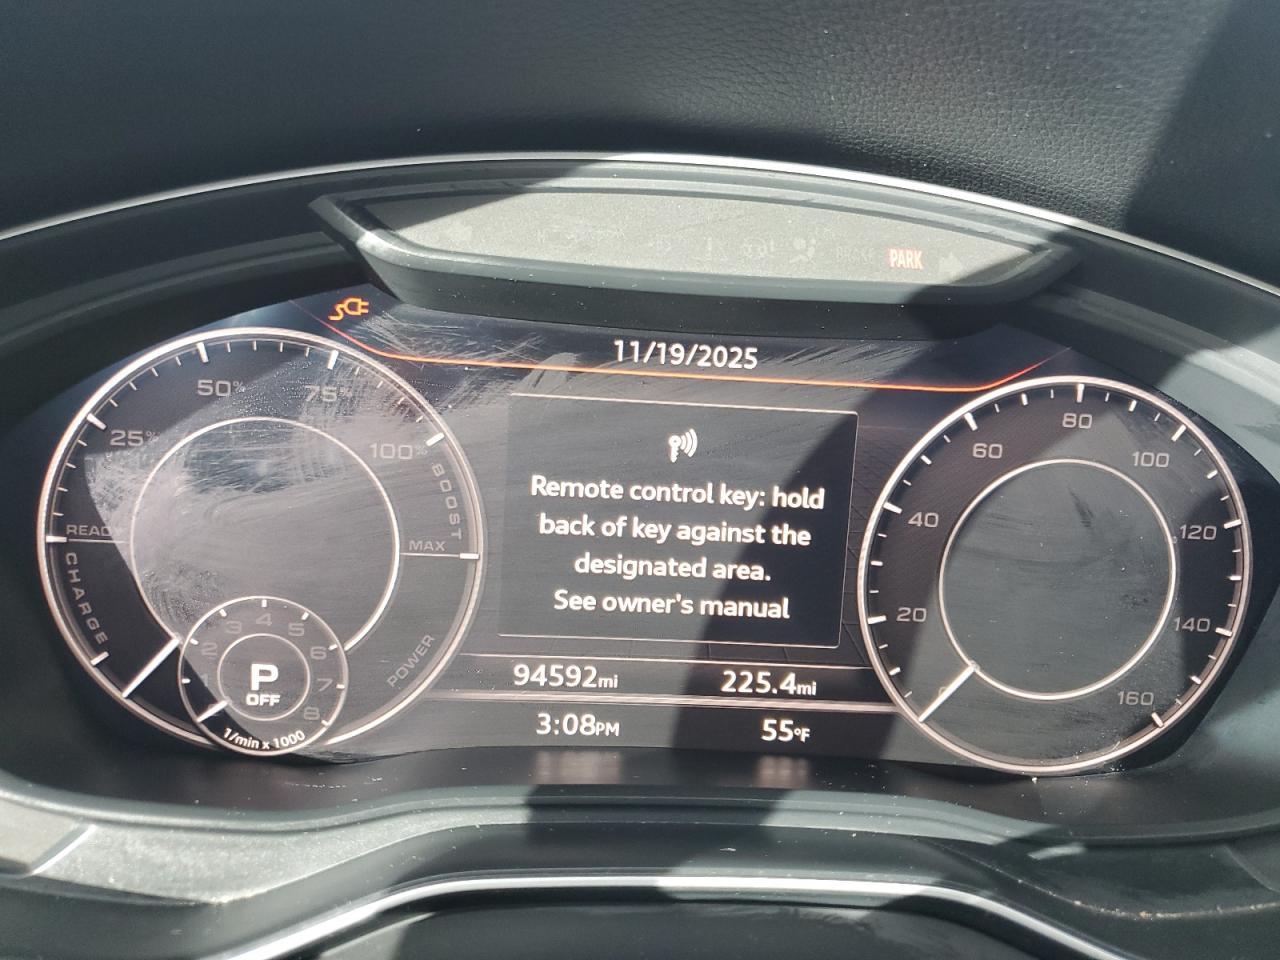 BRAKE PARK
11/19/2025
50%
75%
25%
100%
BOOST
READY
MAX
CHARGE
POWER
1 2 3 4 5 6 7 8
P
OFF
1/min x 1000
Remote control key: hold
back of key against the
designated area.
See owner's manual
94592mi 225.4mi
3:08PM 55°F
0
20
40
60
80
100
120
140
160